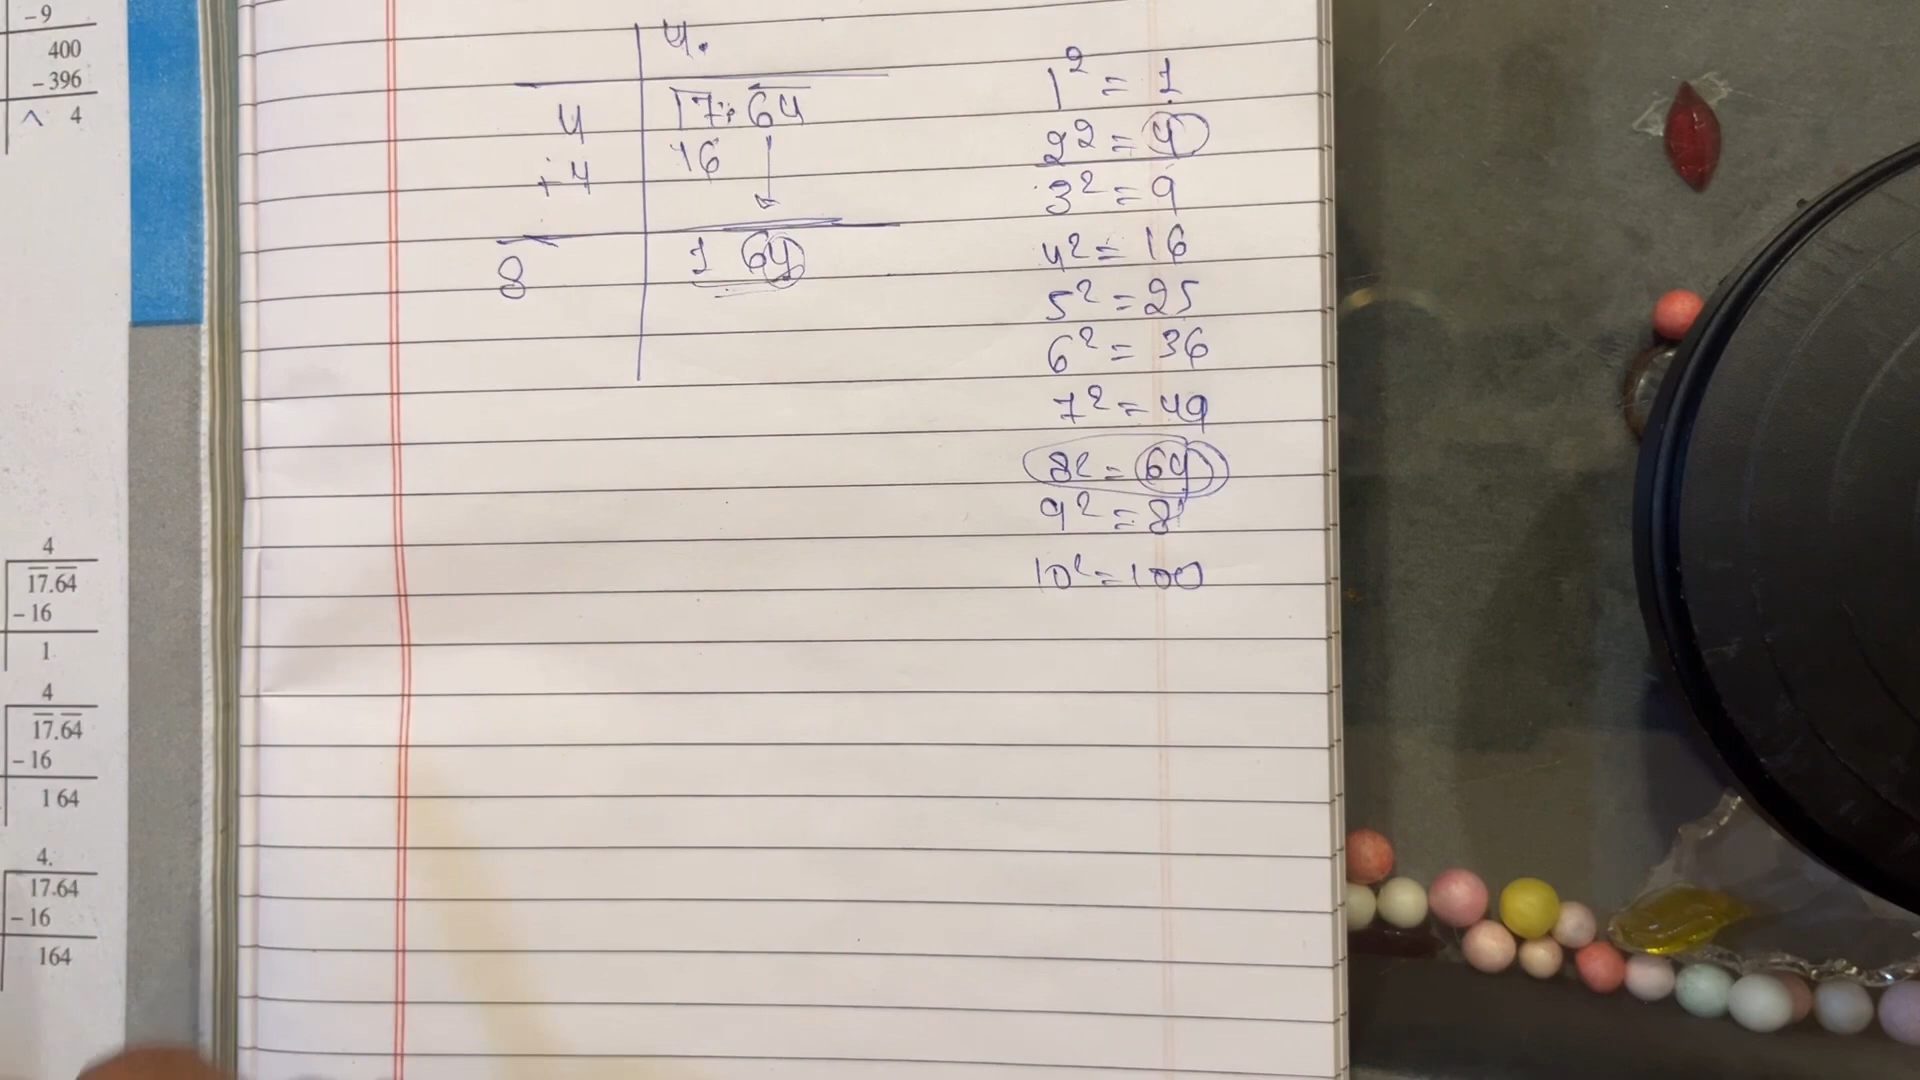 -9
400
-396
4
4
17.64
-16
1
4
17.64
-16
1 64
4.
17.64
-16
164
4.
4 17.64
+4 16
8 1 64
1² = 1
2² = 4
3² = 9
4² = 16
5² = 25
6² = 36
7² = 49
8² = 64
9² = 81
10² = 100